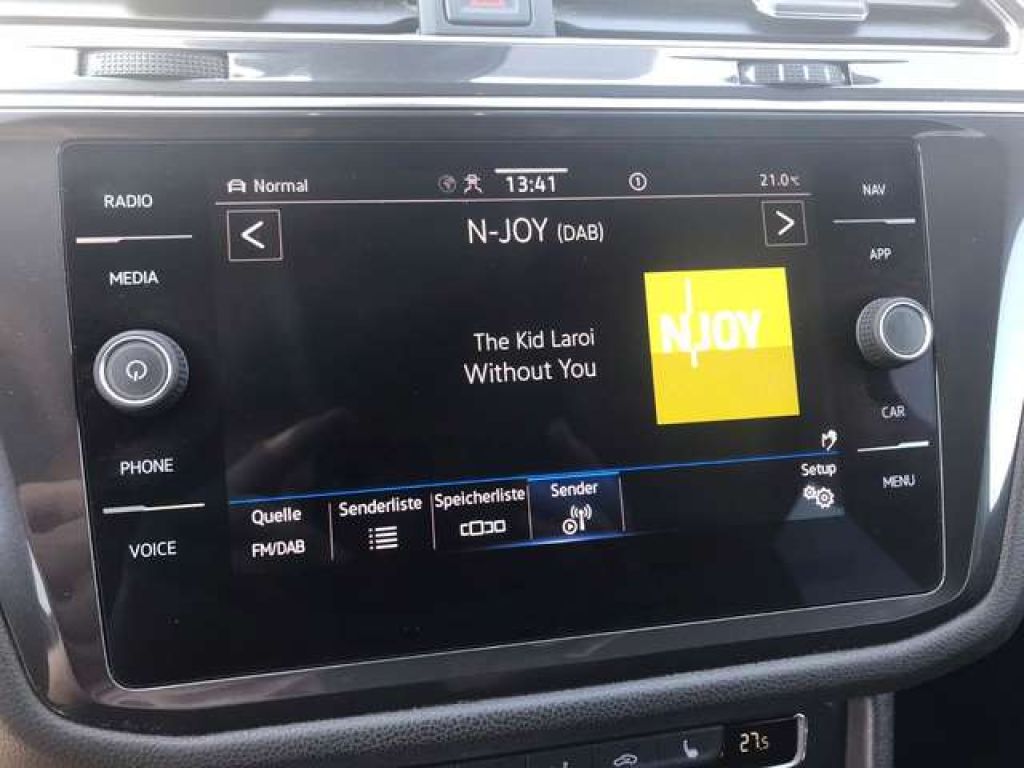 RADIO
MEDIA
PHONE
VOICE
Normal
13:41
1
21.0°C
N-JOY (DAB)
The Kid Laroi
Without You
N-JOY
Quelle
FM/DAB
Senderliste
Speicherliste
Sender
Setup
NAV
APP
CAR
MENU
27.5